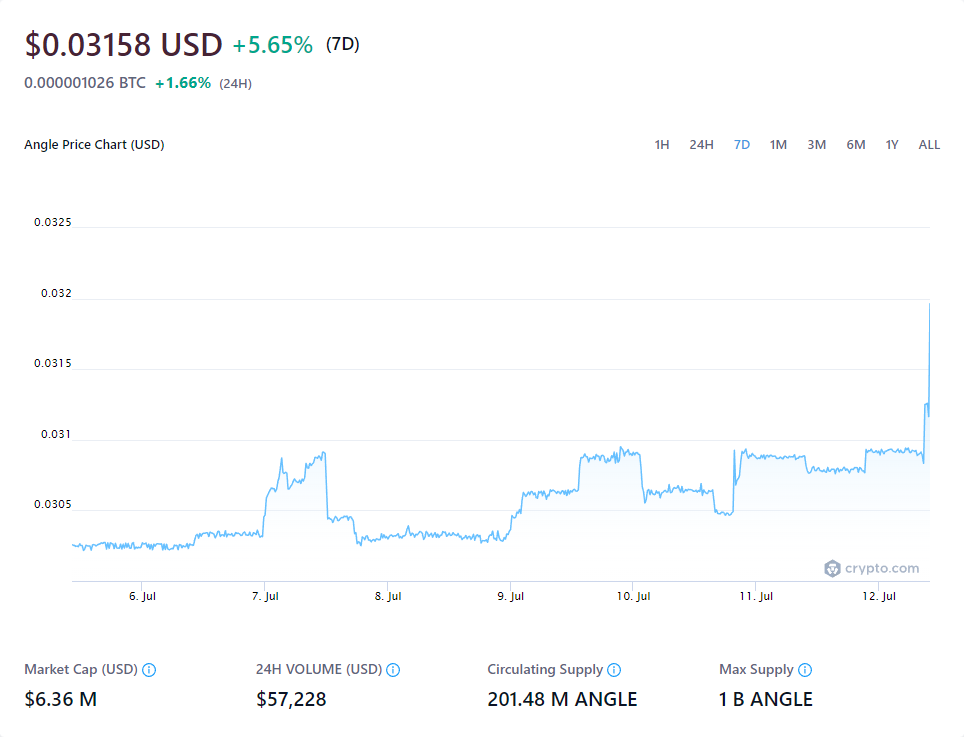 $0.03158 USD +5.65% (7D)
0.000001026 BTC +1.66% (24H)
Angle Price Chart (USD) 1H 24H 7D 1M 3M 6M 1Y ALL
0.0325
0.032
0.0315
0.031
0.0305
crypto.com
6. Jul 7. Jul 8. Jul 9. Jul 10. Jul 11. Jul 12. Jul
Market Cap (USD) 24H VOLUME (USD) Circulating Supply Max Supply
$6.36 M $57,228 201.48 M ANGLE 1 B ANGLE